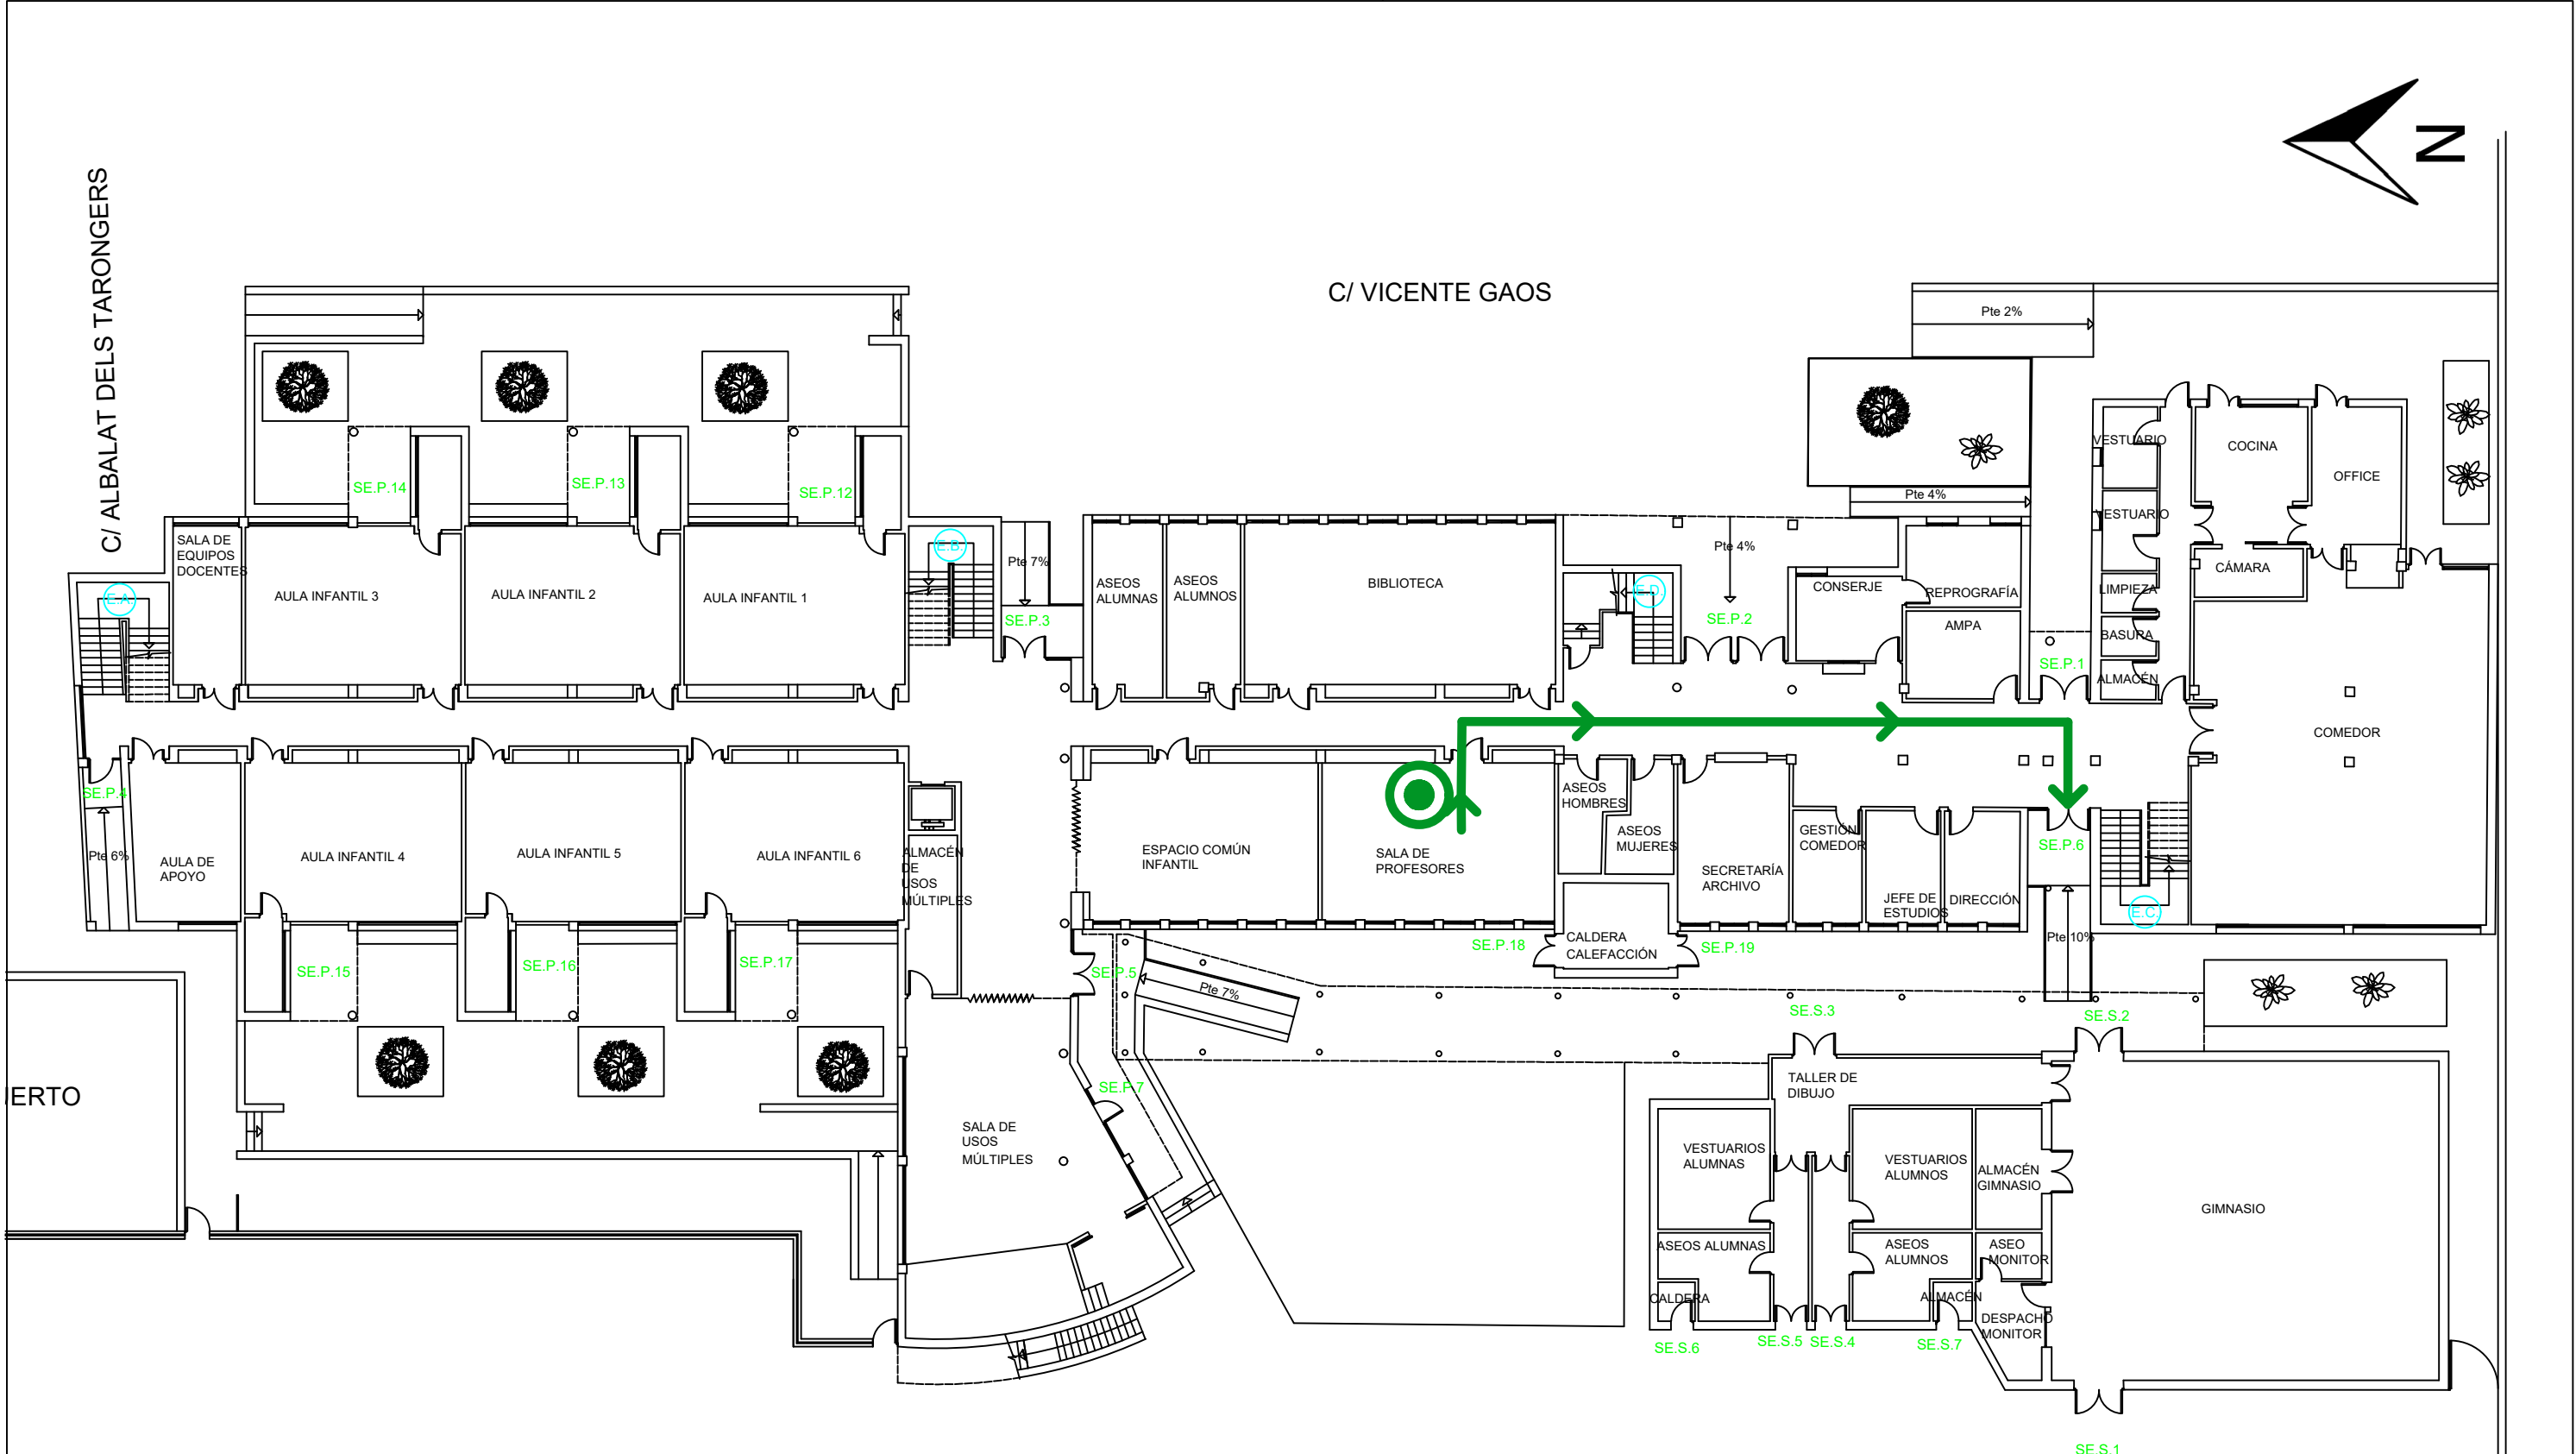 N
C/ ALBALAT DELS TARONGERS
C/ VICENTE GAOS
Pte 2%
SE.P.14
SE.P.13
SE.P.12
VESTUARIO
COCINA
OFFICE
Pte 4%
VESTUARIO
SALA DE
EQUIPOS
DOCENTES
E.B.
Pte 7%
Pte 4%
E.A.
AULA INFANTIL 3
AULA INFANTIL 2
AULA INFANTIL 1
SE.P.3
ASEOS
ALUMNAS
ASEOS
ALUMNOS
BIBLIOTECA
E.D.
SE.P.2
CONSERJE
REPROGRAFÍA
AMPA
SE.P.1
CÁMARA
LIMPIEZA
BASURA
ALMACÉN
COMEDOR
SE.P.4
Pte 6%
AULA DE
APOYO
AULA INFANTIL 4
AULA INFANTIL 5
AULA INFANTIL 6
ALMACÉN
DE
USOS
MÚLTIPLES
ESPACIO COMÚN
INFANTIL
SALA DE
PROFESORES
ASEOS
HOMBRES
ASEOS
MUJERES
SECRETARÍA
ARCHIVO
GESTIÓN
COMEDOR
JEFE DE
ESTUDIOS
DIRECCIÓN
SE.P.6
E.C.
Pte 10%
SE.P.15
SE.P.16
SE.P.17
SE.P.5
Pte 7%
SE.P.18
CALDERA
CALEFACCIÓN
SE.P.19
SE.S.3
SE.S.2
IERTO
SE.P.7
SALA DE
USOS
MÚLTIPLES
TALLER DE
DIBUJO
VESTUARIOS
ALUMNAS
VESTUARIOS
ALUMNOS
ALMACÉN
GIMNASIO
GIMNASIO
ASEOS ALUMNAS
ASEOS
ALUMNOS
ASEO
MONITOR
CALDERA
ALMACÉN
DESPACHO
MONITOR
SE.S.6
SE.S.5
SE.S.4
SE.S.7
SE.S.1